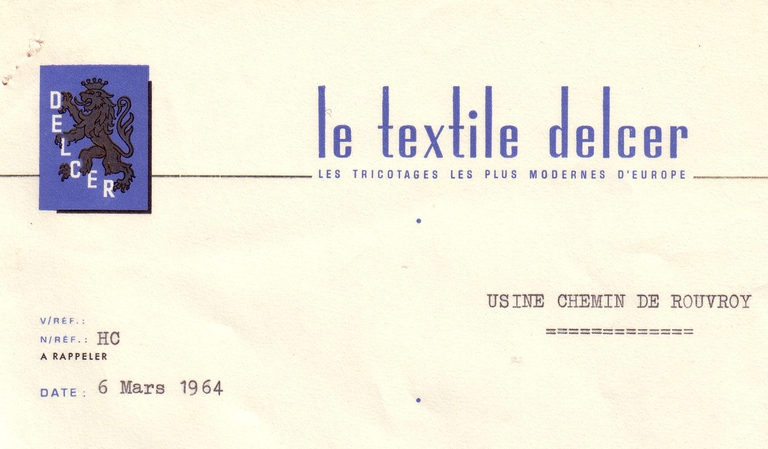 DELCER
le textile delcer
LES TRICOTAGES LES PLUS MODERNES D'EUROPE
USINE CHEMIN DE ROUVROY
=============
V/RÉF.:
N/RÉF.: HC
A RAPPELER
DATE: 6 Mars 1964